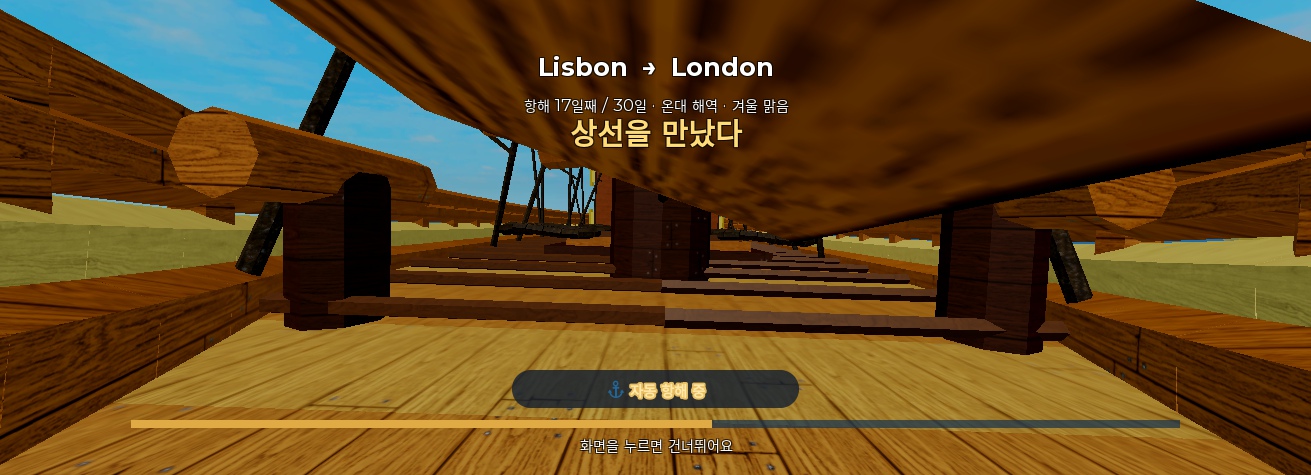 Lisbon → London
항해 17일째 / 30일 · 온대 해역 · 겨울 맑음
상선을 만났다
⚓ 자동 항해 중
화면을 누르면 건너뛰어요